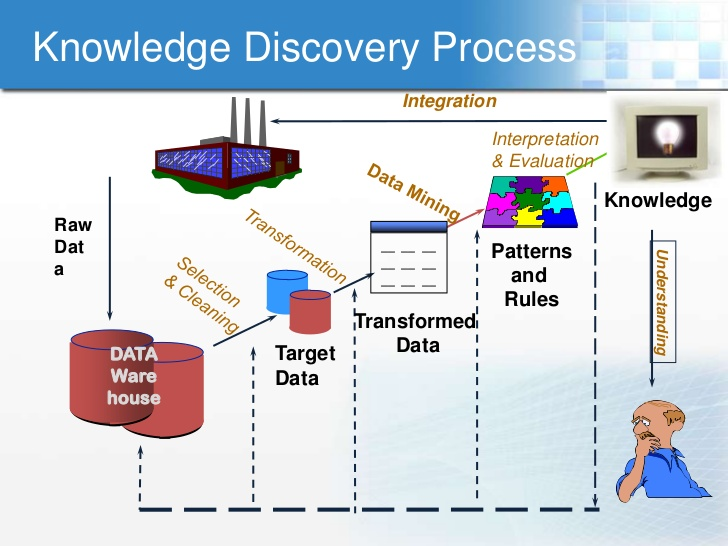 Knowledge Discovery Process
Integration
Interpretation
& Evaluation
Data Mining
Knowledge
Raw
Dat
a
Transformation
Patterns
and
Rules
Understanding
Selection
& Cleaning
Transformed
Data
DATA
Ware
house
Target
Data